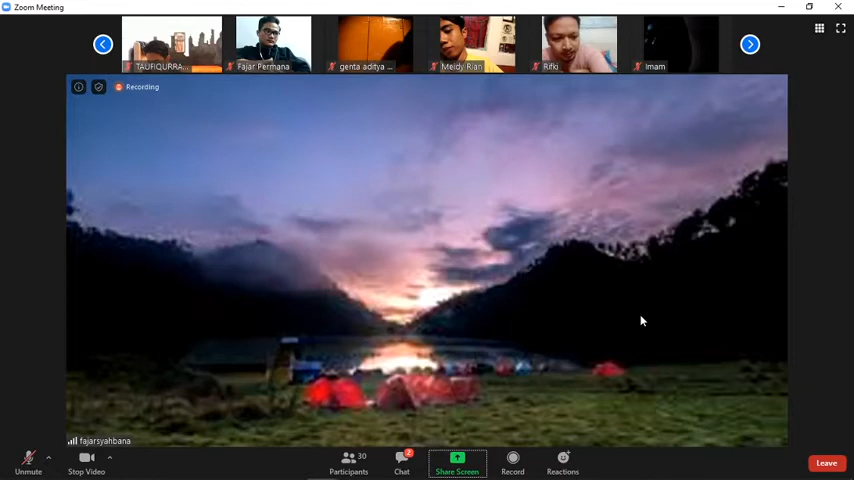 Zoom Meeting
TAUFIQURRA...
Fajar Permana
genta aditya ...
Meidy Rian
Rifki
Imam
Recording
fajarsyahbana
Unmute
Stop Video
30
Participants
2
Chat
Share Screen
Record
Reactions
Leave